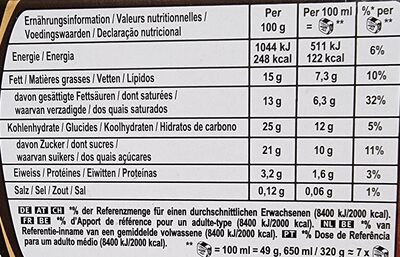 Ernährungsinformation / Valeurs nutritionnelles / Per Per 100 ml %* per
Voedingswaarden / Declaração nutricional 100 g = ** **
Energie / Energia 1044 kJ 511 kJ 6%
248 kcal 122 kcal
Fett / Matières grasses / Vetten / Lípidos 15 g 7,3 g 10%
davon gesättigte Fettsäuren / dont saturées / 13 g 6,3 g 32%
waarvan verzadigde / dos quais saturados
Kohlenhydrate / Glucides / Koolhydraten / Hidratos de carbono 25 g 12 g 5%
davon Zucker / dont sucres / 21 g 10 g 11%
waarvan suikers / dos quais açúcares
Eiweiss / Protéines / Eiwitten / Proteínas 3,2 g 1,6 g 3%
Salz / Sel / Zout / Sal 0,12 g 0,06 g 1%
DE AT CH *% der Referenzmenge für einen durchschnittlichen Erwachsenen (8400 kJ/2000 kcal).
FR BE *% d'Apport de référence pour un adulte-type (8400 kJ/2000 kcal). NL BE *% van
Referentie-inname van een gemiddelde volwassene (8400 kJ/2000 kcal). PT *% Dose de Referência
para um adulto médio (8400 kJ/2000 kcal). ** = 100 ml = 49 g, 650 ml / 320 g ≈ 7 x